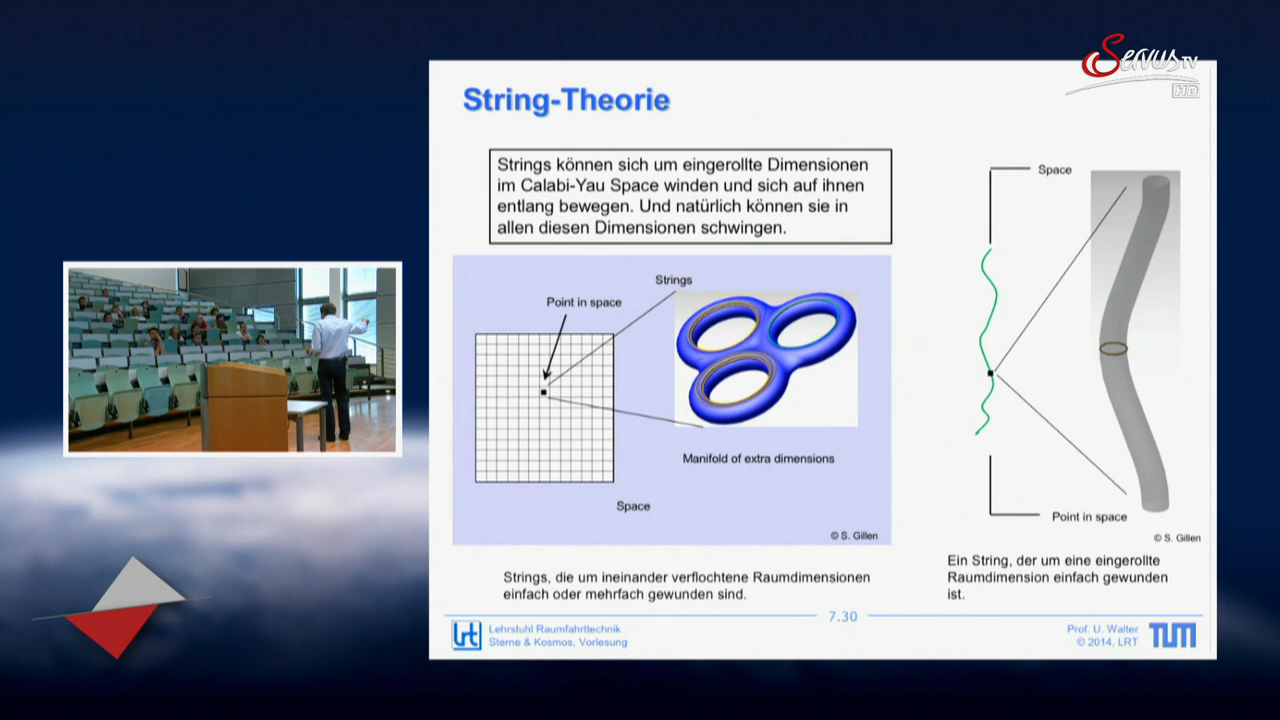 Servus TV
HD
String-Theorie
Strings können sich um eingerollte Dimensionen
im Calabi-Yau Space winden und sich auf ihnen
entlang bewegen. Und natürlich können sie in
allen diesen Dimensionen schwingen.
Strings
Point in space
Manifold of extra dimensions
Space
© S. Gillen
Strings, die um ineinander verflochtene Raumdimensionen
einfach oder mehrfach gewunden sind.
Space
Point in space
© S. Gillen
Ein String, der um eine eingerollte
Raumdimension einfach gewunden
ist.
7.30
lrt
Lehrstuhl Raumfahrttechnik
Sterne & Kosmos, Vorlesung
Prof. U. Walter
© 2014, LRT
TUM